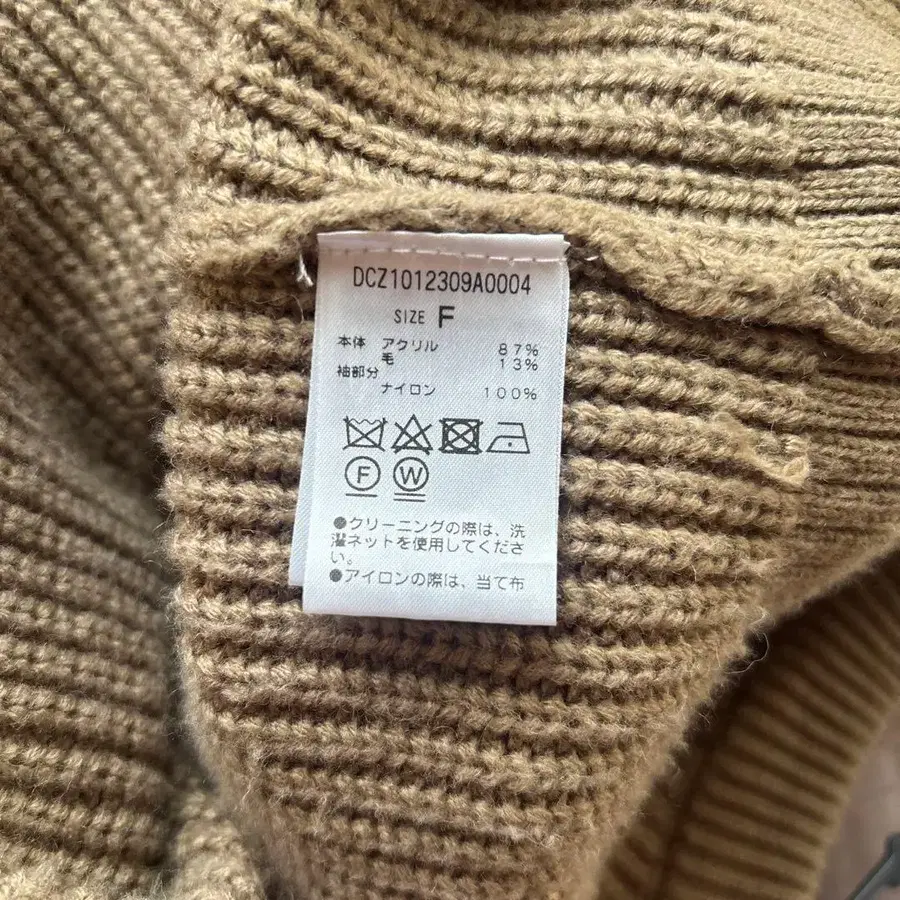 DCZ1012309A0004
SIZE F
本体 アクリル 87%
毛 13%
袖部分
ナイロン 100%
F W
●クリーニングの際は、洗
濯ネットを使用してくださ
い。
●アイロンの際は、当て布